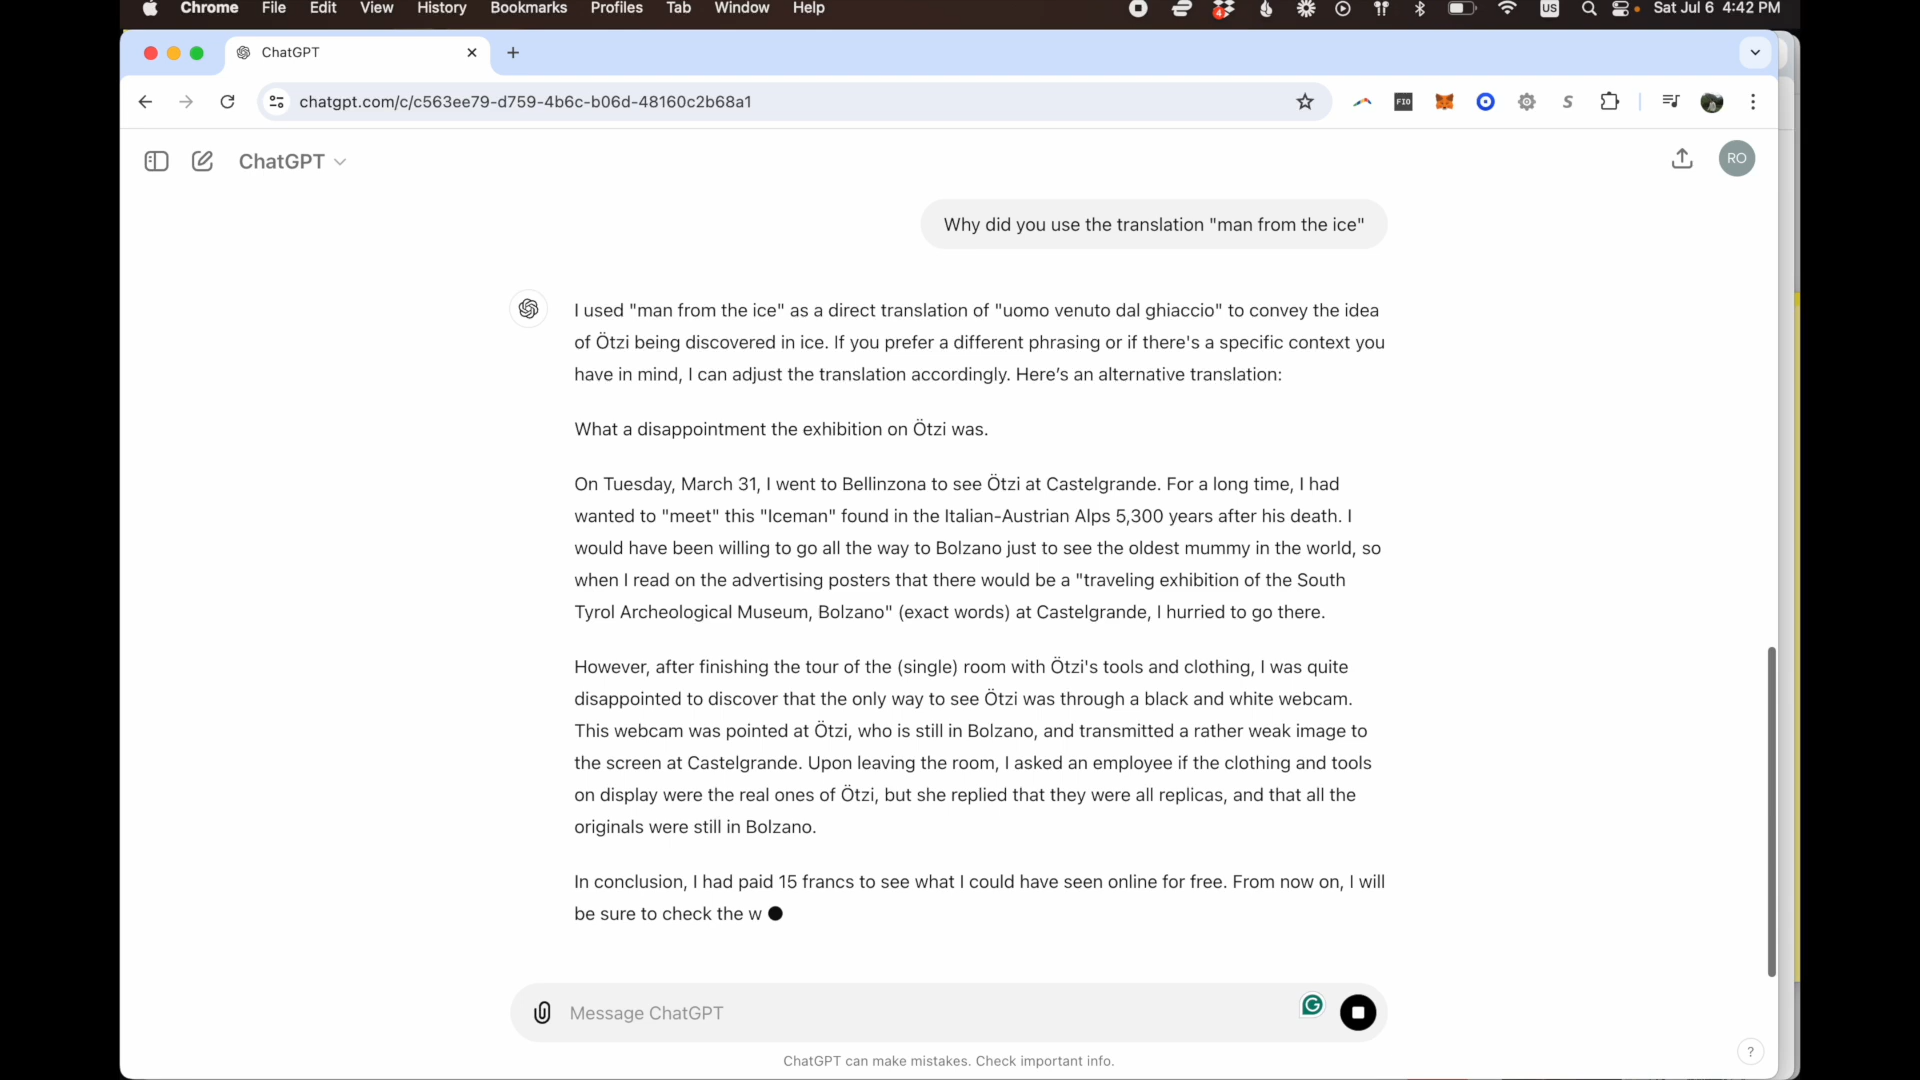 Chrome File Edit View History Bookmarks Profiles Tab Window Help 4 US Sat Jul 6 4:42 PM
ChatGPT
chatgpt.com/c/c563ee79-d759-4b6c-b06d-48160c2b68a1 FIO S
ChatGPT RO
Why did you use the translation "man from the ice"
I used "man from the ice" as a direct translation of "uomo venuto dal ghiaccio" to convey the idea
of Ötzi being discovered in ice. If you prefer a different phrasing or if there's a specific context you
have in mind, I can adjust the translation accordingly. Here’s an alternative translation:
What a disappointment the exhibition on Ötzi was.
On Tuesday, March 31, I went to Bellinzona to see Ötzi at Castelgrande. For a long time, I had
wanted to "meet" this "Iceman" found in the Italian-Austrian Alps 5,300 years after his death. I
would have been willing to go all the way to Bolzano just to see the oldest mummy in the world, so
when I read on the advertising posters that there would be a "traveling exhibition of the South
Tyrol Archeological Museum, Bolzano" (exact words) at Castelgrande, I hurried to go there.
However, after finishing the tour of the (single) room with Ötzi's tools and clothing, I was quite
disappointed to discover that the only way to see Ötzi was through a black and white webcam.
This webcam was pointed at Ötzi, who is still in Bolzano, and transmitted a rather weak image to
the screen at Castelgrande. Upon leaving the room, I asked an employee if the clothing and tools
on display were the real ones of Ötzi, but she replied that they were all replicas, and that all the
originals were still in Bolzano.
In conclusion, I had paid 15 francs to see what I could have seen online for free. From now on, I will
be sure to check the w
Message ChatGPT
ChatGPT can make mistakes. Check important info.
?